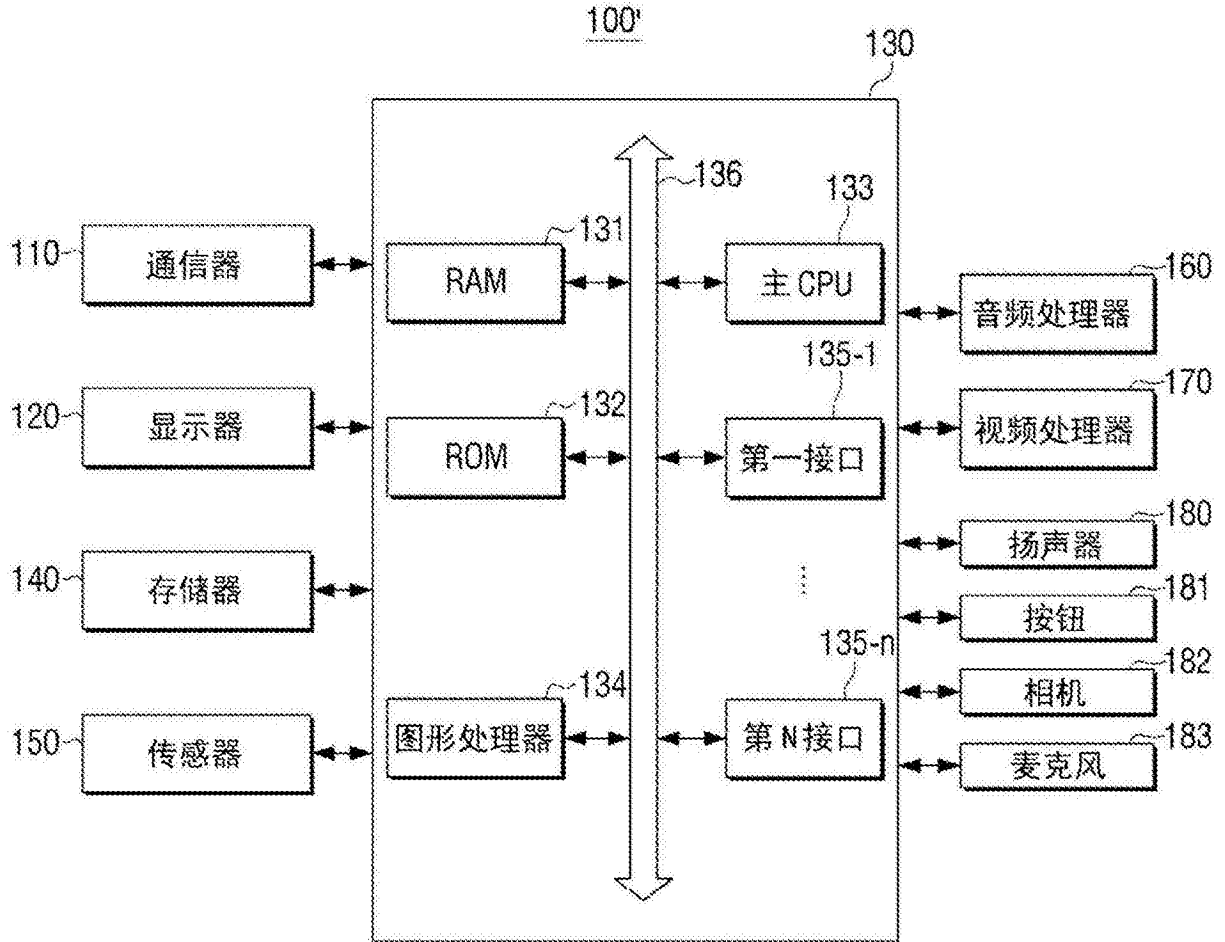 100'
130
136
133
110
通信器
131
RAM
主CPU
160
音频处理器
135-1
120
显示器
132
ROM
第一接口
170
视频处理器
180
扬声器
140
存储器
......
181
按钮
135-n
182
相机
134
图形处理器
第N接口
150
传感器
183
麦克风